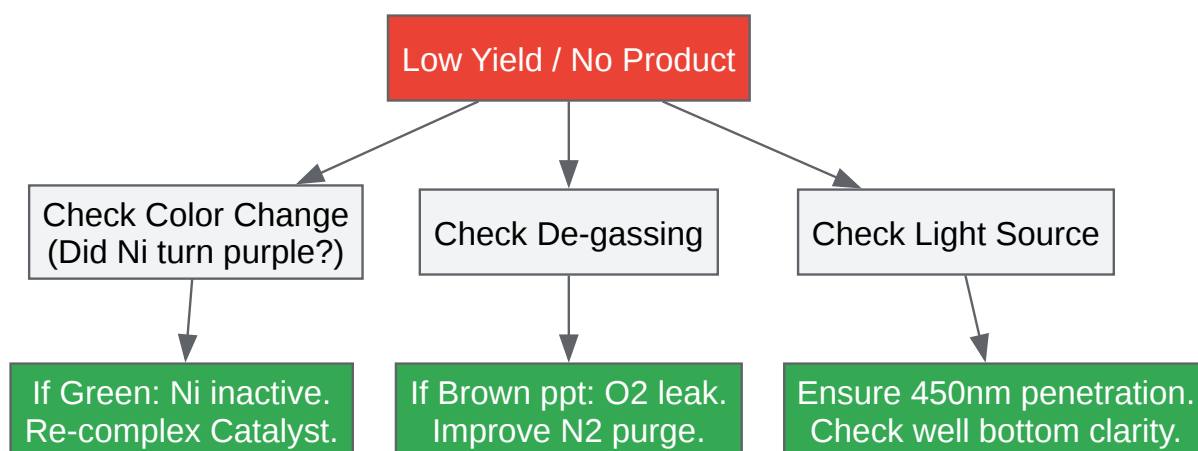 Low Yield / No Product
Check Color Change
(Did Ni turn purple?)
Check De-gassing
Check Light Source
If Green: Ni inactive.
Re-complex Catalyst.
If Brown ppt: O2 leak.
Improve N2 purge.
Ensure 450nm penetration.
Check well bottom clarity.